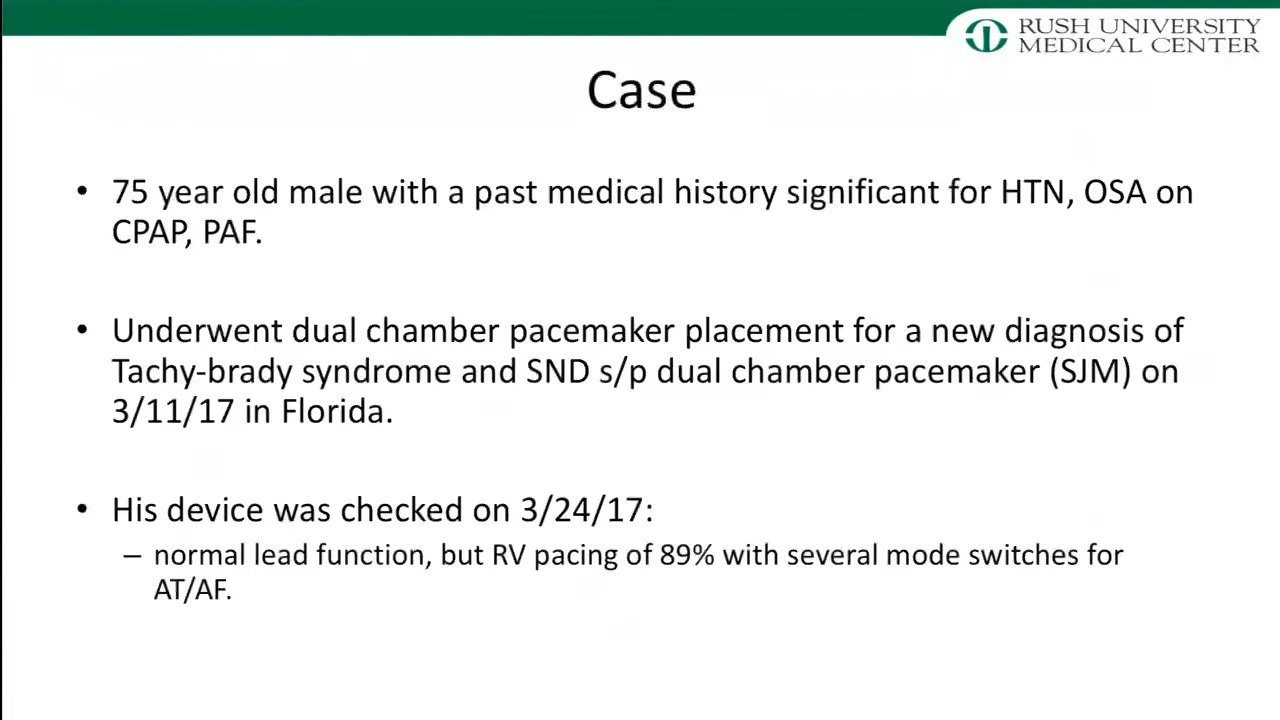 RUSH UNIVERSITY
MEDICAL CENTER
Case
• 75 year old male with a past medical history significant for HTN, OSA on
CPAP, PAF.
• Underwent dual chamber pacemaker placement for a new diagnosis of
Tachy-brady syndrome and SND s/p dual chamber pacemaker (SJM) on
3/11/17 in Florida.
• His device was checked on 3/24/17:
– normal lead function, but RV pacing of 89% with several mode switches for
AT/AF.